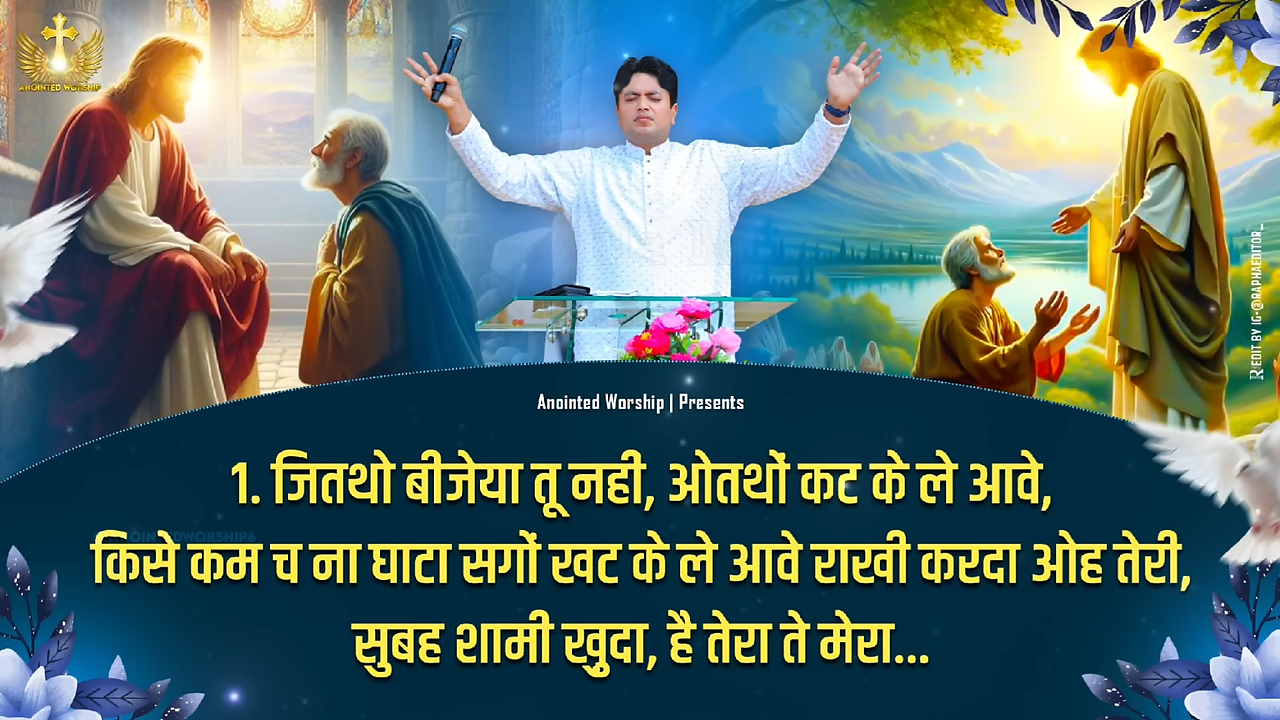 ANOINTED WORSHIP
EDIT BY IG-@RAPHAEDITOR_
Anointed Worship | Presents
1. जितथो बीजेया तू नही, ओतथों कट के ले आवे,
किसे कम च ना घाटा सगों खट के ले आवे राखी करदा ओह तेरी,
सुबह शामी खुदा, है तेरा ते मेरा...